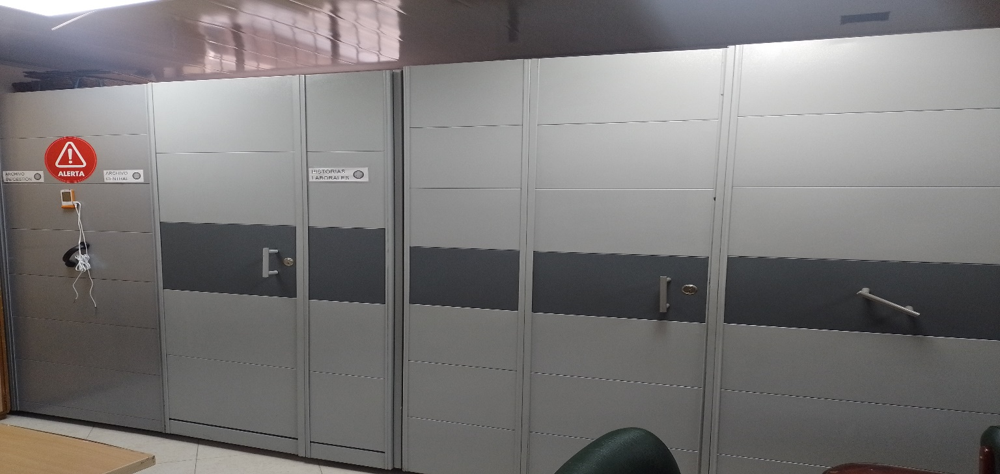 ALERTA
ARCHIVO
DE GESTIÓN
ARCHIVO
CENTRAL
HISTORIAS
LABORALES